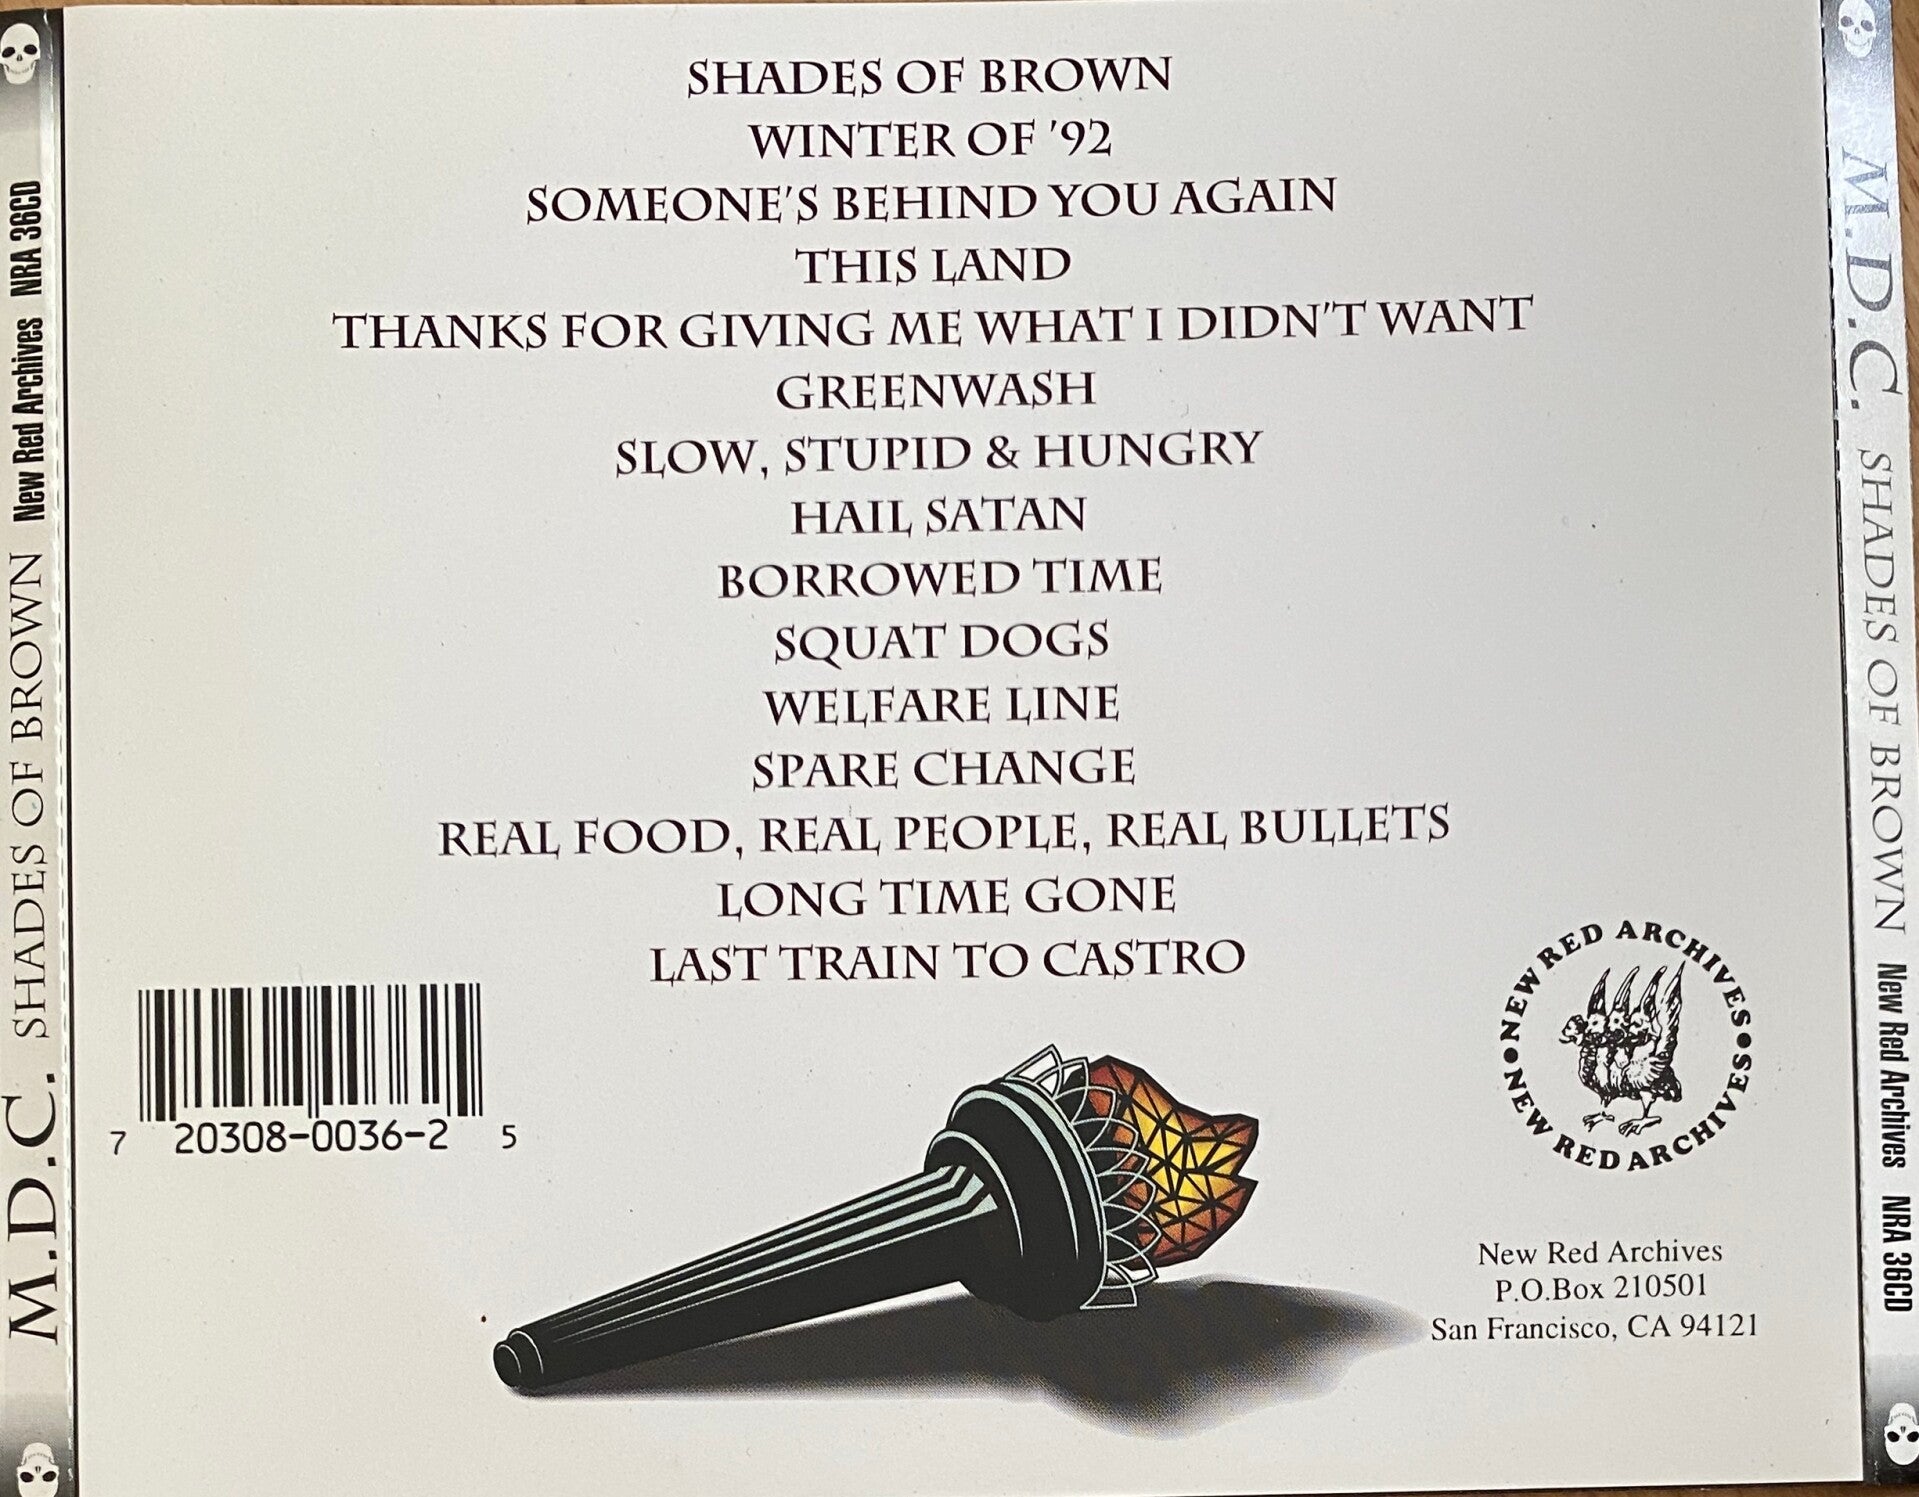 SHADES OF BROWN
WINTER OF '92
SOMEONE'S BEHIND YOU AGAIN
THIS LAND
THANKS FOR GIVING ME WHAT I DIDN'T WANT
GREENWASH
SLOW, STUPID & HUNGRY
HAIL SATAN
BORROWED TIME
SQUAT DOGS
WELFARE LINE
SPARE CHANGE
REAL FOOD, REAL PEOPLE, REAL BULLETS
LONG TIME GONE
LAST TRAIN TO CASTRO
7 20308-0036-2 5
NEW RED ARCHIVES • NEW RED ARCHIVES •
New Red Archives
P.O.Box 210501
San Francisco, CA 94121
M.D.C. SHADES OF BROWN New Red Archives NRA 36CD
M.D.C. SHADES OF BROWN New Red Archives NRA 36CD